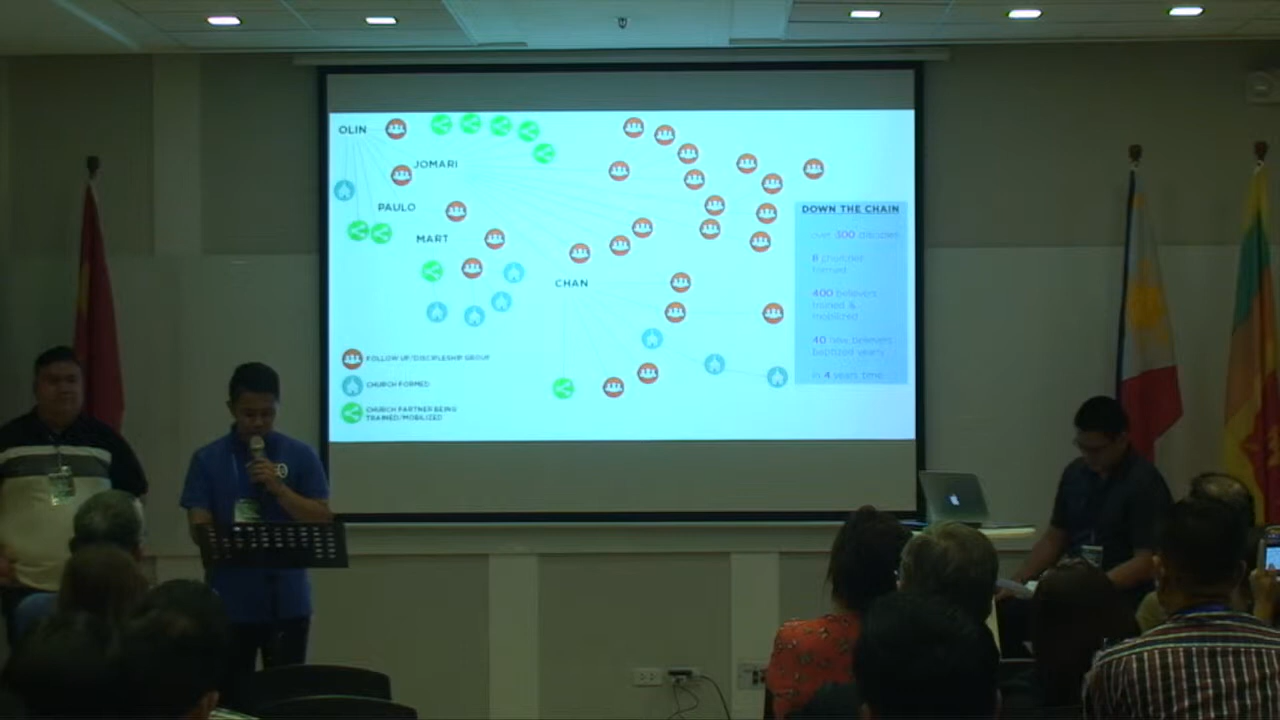 OLIN
JOMARI
PAULO
MART
CHAN
DOWN THE CHAIN
over 300 disciples
8 churches
formed
400 believers
trained &
mobilized
40 new believers
baptized yearly
in 4 years time
FOLLOW UP/DISCIPLESHIP GROUP
CHURCH FORMED
CHURCH PARTNER BEING
TRAINED/MOBILIZED